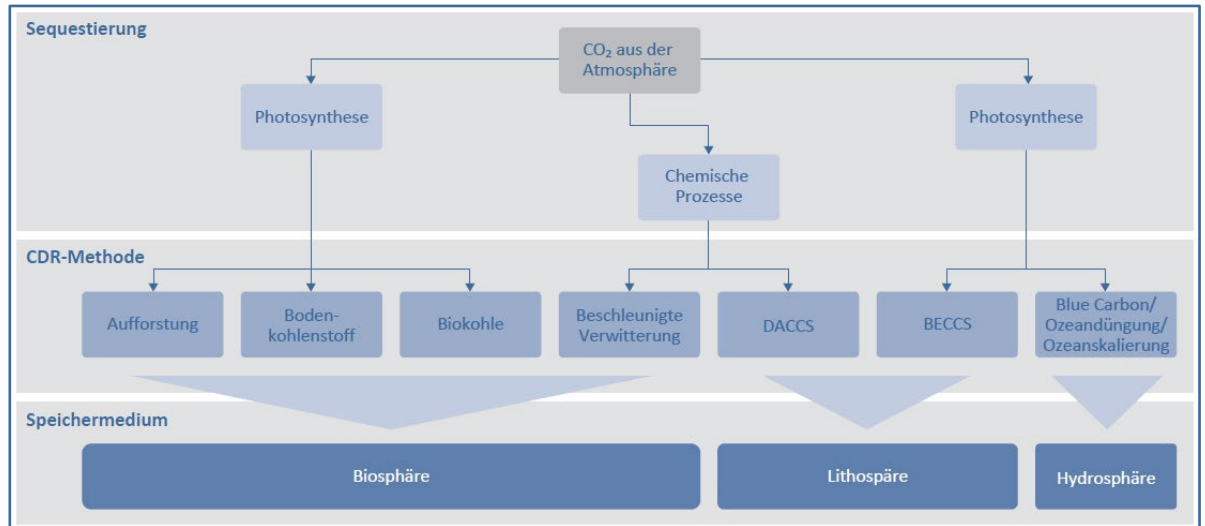 Sequestierung
CO₂ aus der
Atmosphäre
Photosynthese
Photosynthese
Chemische
Prozesse
CDR-Methode
Aufforstung
Boden-
kohlenstoff
Biokohle
Beschleunigte
Verwitterung
DACCS
BECCS
Blue Carbon/
Ozeandüngung/
Ozeanskalierung
Speichermedium
Biosphäre
Lithospäre
Hydrosphäre